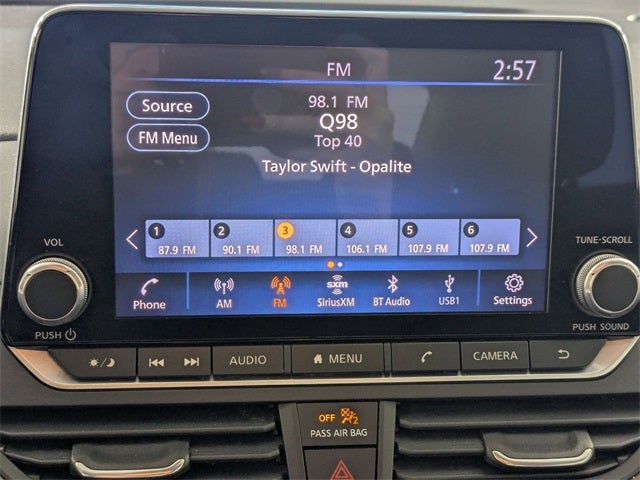 FM
2:57
Source
98.1 FM
Q98
FM Menu
Top 40
Taylor Swift - Opalite
1 2 3 4 5 6
87.9 FM 90.1 FM 98.1 FM 106.1 FM 107.9 FM 107.9 FM
VOL
TUNE·SCROLL
sxm
Phone AM FM SiriusXM BT Audio USB1 Settings
PUSH
PUSH SOUND
AUDIO MENU CAMERA
OFF 2
PASS AIR BAG